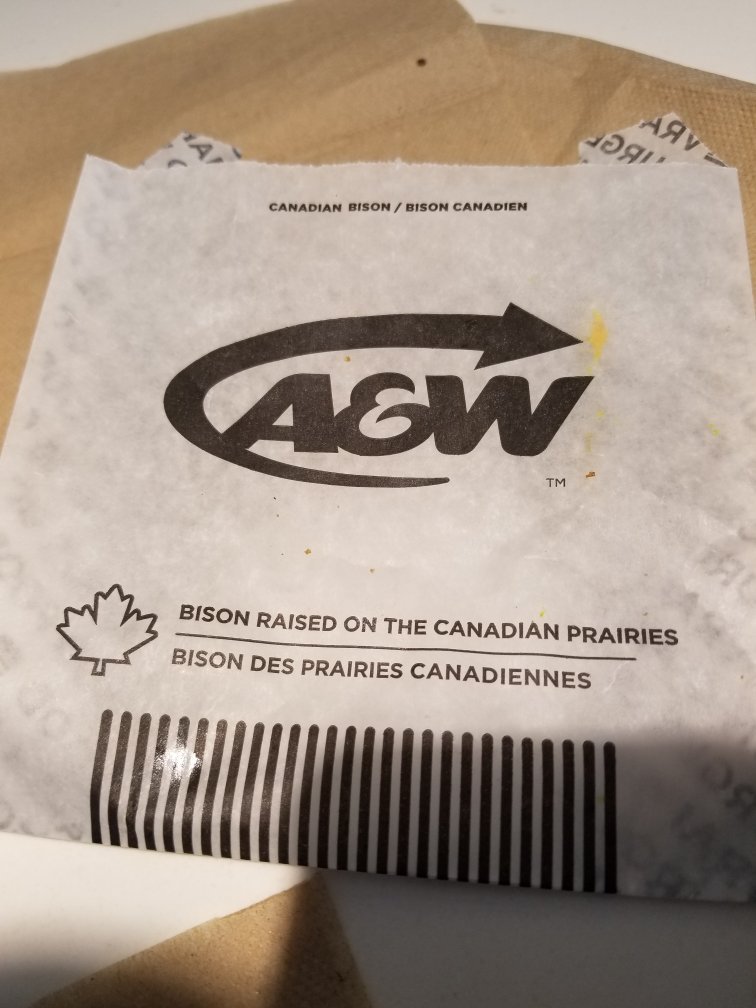 CANADIAN BISON / BISON CANADIEN
A&W
TM
BISON RAISED ON THE CANADIAN PRAIRIES
BISON DES PRAIRIES CANADIENNES